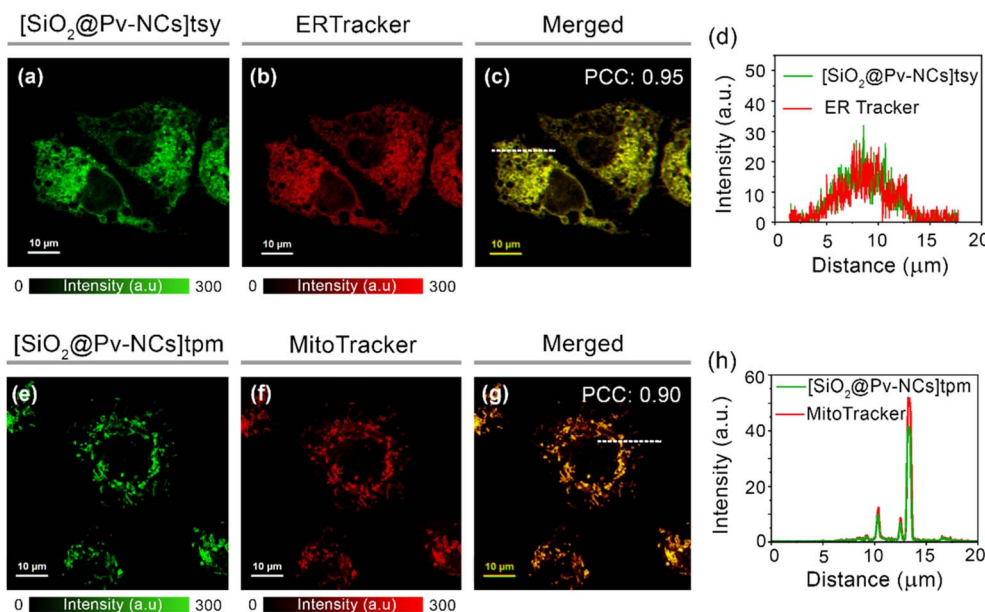 [SiO₂@Pv-NCs]tsy ERTracker Merged
(a) (b) (c) PCC: 0.95
10 µm 10 µm 10 µm
0 Intensity (a.u) 300 0 Intensity (a.u) 300
(d)
[SiO₂@Pv-NCs]tsy
ER Tracker
Intensity (a.u.)
50
40
30
20
10
0
0 5 10 15 20
Distance (µm)
[SiO₂@Pv-NCs]tpm MitoTracker Merged
(e) (f) (g) PCC: 0.90
10 µm 10 µm 10 µm
0 Intensity (a.u) 300 0 Intensity (a.u) 300
(h)
[SiO₂@Pv-NCs]tpm
MitoTracker
Intensity (a.u.)
60
40
20
0
0 5 10 15 20
Distance (µm)